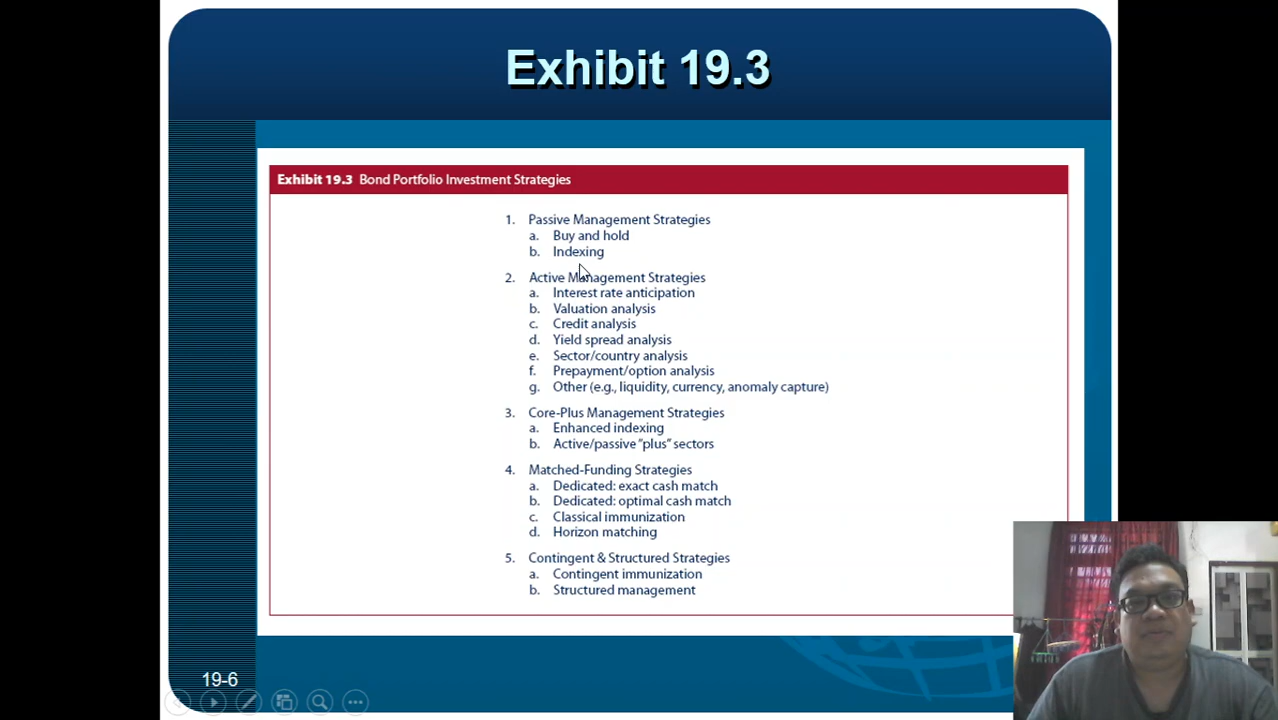 Exhibit 19.3
Exhibit 19.3 Bond Portfolio Investment Strategies
1. Passive Management Strategies
a. Buy and hold
b. Indexing
2. Active Management Strategies
a. Interest rate anticipation
b. Valuation analysis
c. Credit analysis
d. Yield spread analysis
e. Sector/country analysis
f. Prepayment/option analysis
g. Other (e.g., liquidity, currency, anomaly capture)
3. Core-Plus Management Strategies
a. Enhanced indexing
b. Active/passive “plus” sectors
4. Matched-Funding Strategies
a. Dedicated: exact cash match
b. Dedicated: optimal cash match
c. Classical immunization
d. Horizon matching
5. Contingent & Structured Strategies
a. Contingent immunization
b. Structured management
19-6